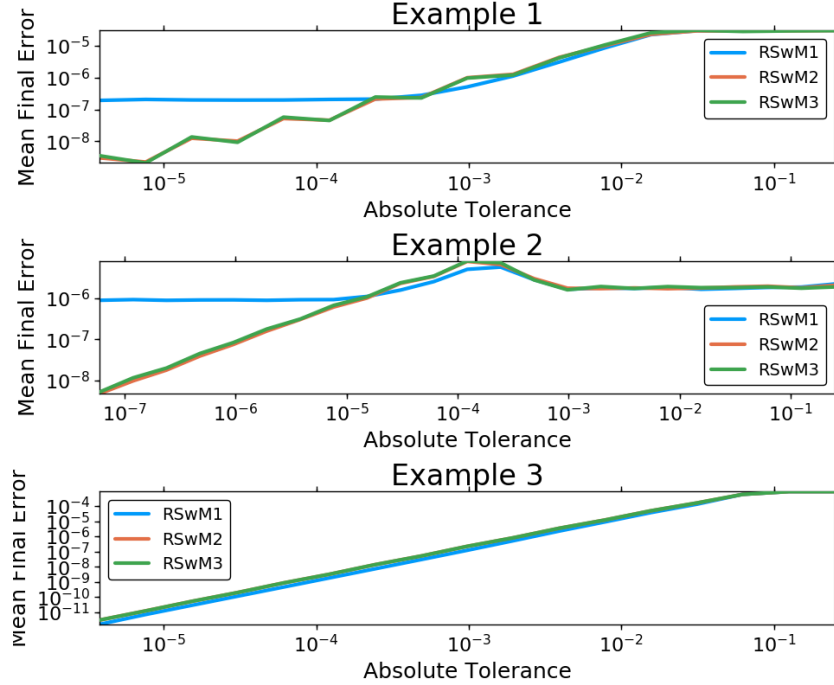 Example 1
Mean Final Error
10⁻⁵
10⁻⁶
10⁻⁷
10⁻⁸
RSwM1
RSwM2
RSwM3
10⁻⁵ 10⁻⁴ 10⁻³ 10⁻² 10⁻¹
Absolute Tolerance
Example 2
Mean Final Error
10⁻⁶
10⁻⁷
10⁻⁸
RSwM1
RSwM2
RSwM3
10⁻⁷ 10⁻⁶ 10⁻⁵ 10⁻⁴ 10⁻³ 10⁻² 10⁻¹
Absolute Tolerance
Example 3
Mean Final Error
10⁻⁴
10⁻⁵
10⁻⁶
10⁻⁷
10⁻⁸
10⁻⁹
10⁻¹⁰
10⁻¹¹
RSwM1
RSwM2
RSwM3
10⁻⁵ 10⁻⁴ 10⁻³ 10⁻² 10⁻¹
Absolute Tolerance